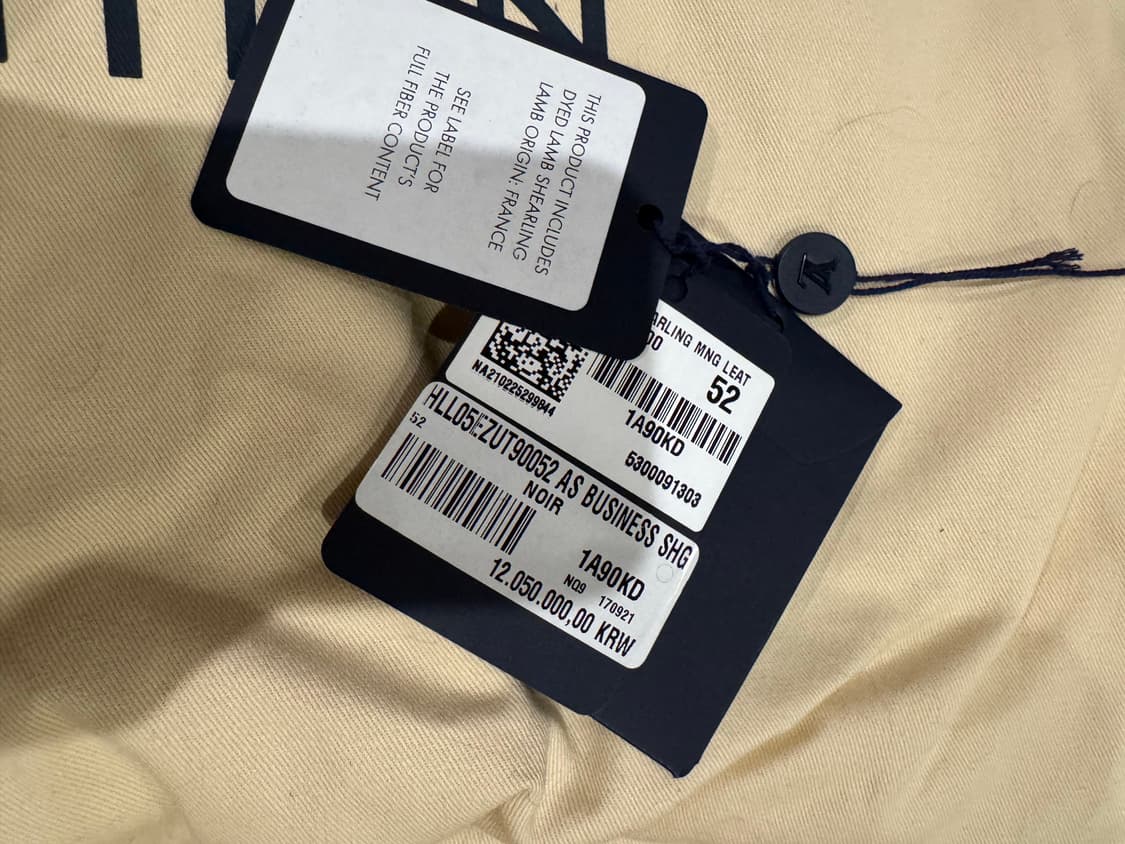 THIS PRODUCT INCLUDES
DYED LAMB SHEARLING
LAMB ORIGIN: FRANCE
SEE LABEL FOR
THE PRODUCT'S
FULL FIBER CONTENT
LV
ARLING MNG LEAT
00
52
NA210225299844
1A90KD
5300091303
HLL05EZUT90052 AS BUSINESS SHG
52
NOIR
1A90KD
NQ9 170921
12.050.000,00 KRW